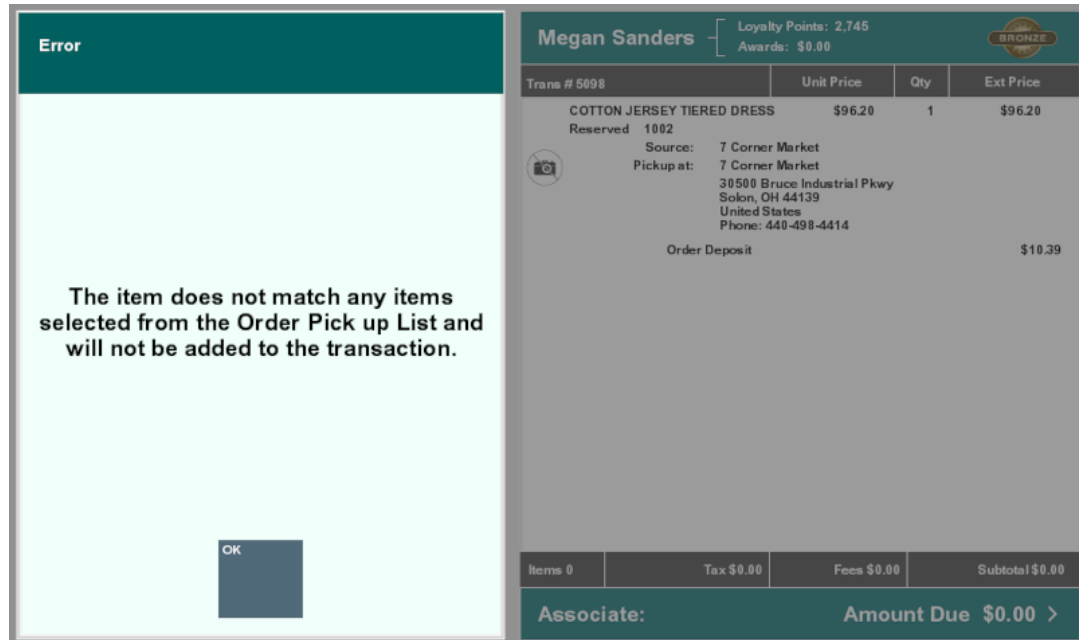 Error
The item does not match any items
selected from the Order Pick up List and
will not be added to the transaction.
OK
Megan Sanders
Loyalty Points: 2,745
Awards: $0.00
BRONZE
Trans # 5098 Unit Price Qty Ext Price
COTTON JERSEY TIERED DRESS $96.20 1 $96.20
Reserved 1002
Source: 7 Corner Market
Pickup at: 7 Corner Market
30500 Bruce Industrial Pkwy
Solon, OH 44139
United States
Phone: 440-498-4414
Order Deposit $10.39
Items 0 Tax $0.00 Fees $0.00 Subtotal $0.00
Associate: Amount Due $0.00 >